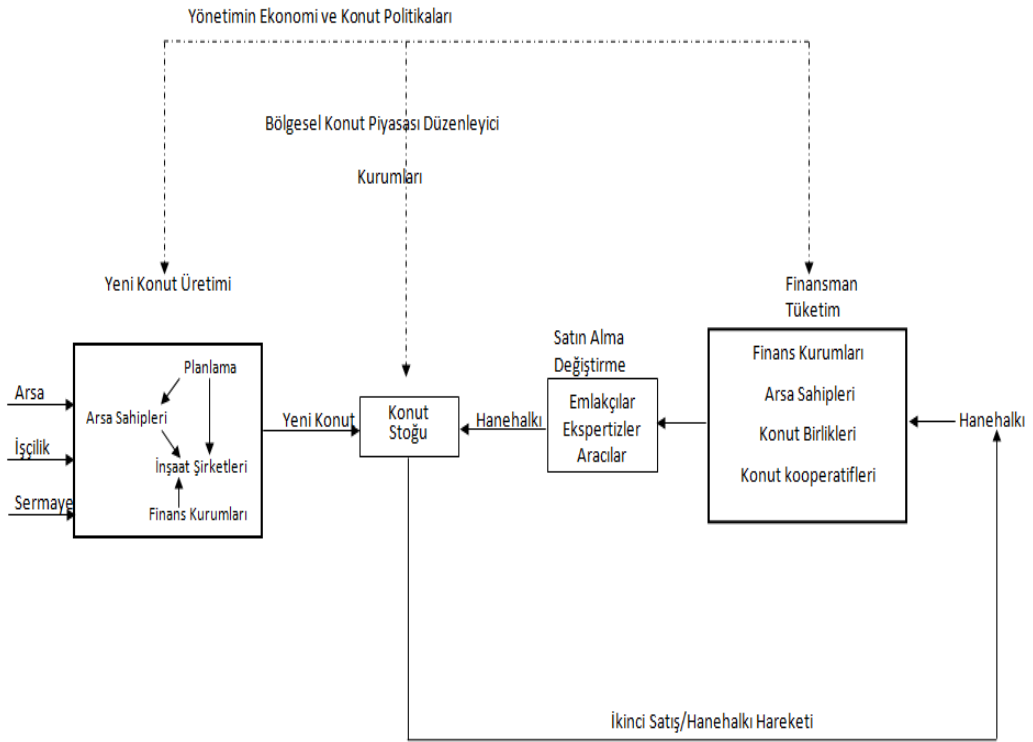 Yönetimin Ekonomi ve Konut Politikaları
Bölgesel Konut Piyasası Düzenleyici
Kurumları
Yeni Konut Üretimi
Finansman
Tüketim
Arsa
İşçilik
Sermaye
Planlama
Arsa Sahipleri
İnşaat Şirketleri
Finans Kurumları
Yeni Konut
Konut
Stoğu
Hanehalkı
Satın Alma
Değiştirme
Emlakçılar
Ekspertizler
Aracılar
Finans Kurumları
Arsa Sahipleri
Konut Birlikleri
Konut kooperatifleri
Hanehalkı
İkinci Satış/Hanehalkı Hareketi